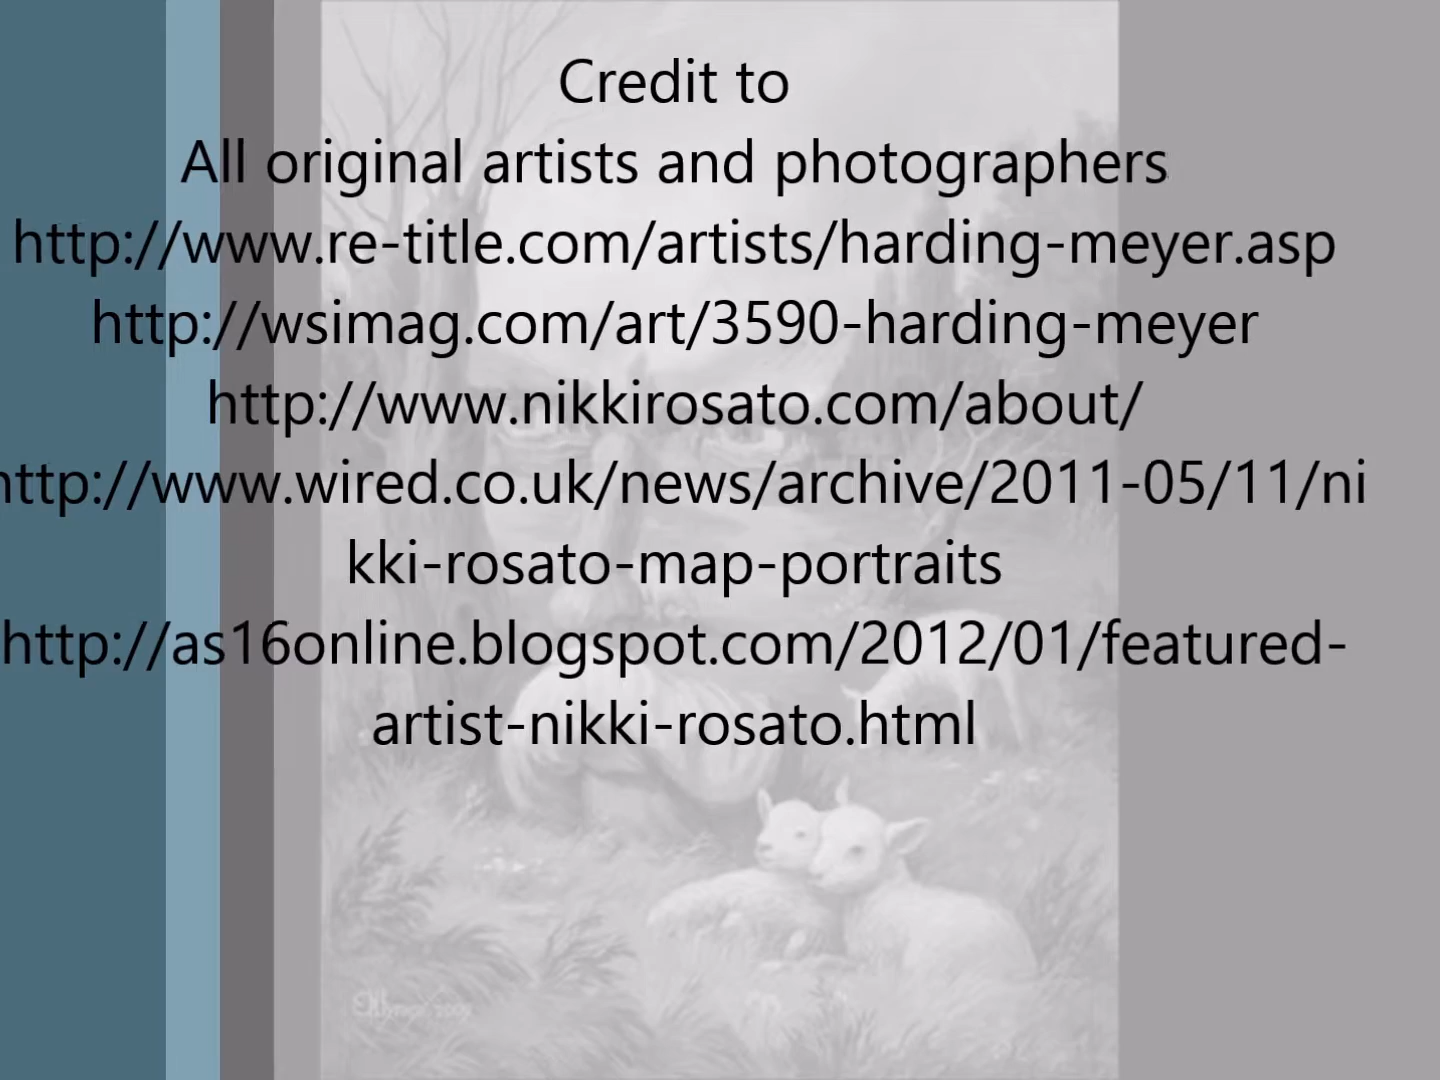 Credit to
All original artists and photographers
http://www.re-title.com/artists/harding-meyer.asp
http://wsimag.com/art/3590-harding-meyer
http://www.nikkirosato.com/about/
http://www.wired.co.uk/news/archive/2011-05/11/ni
kki-rosato-map-portraits
http://as16online.blogspot.com/2012/01/featured-
artist-nikki-rosato.html